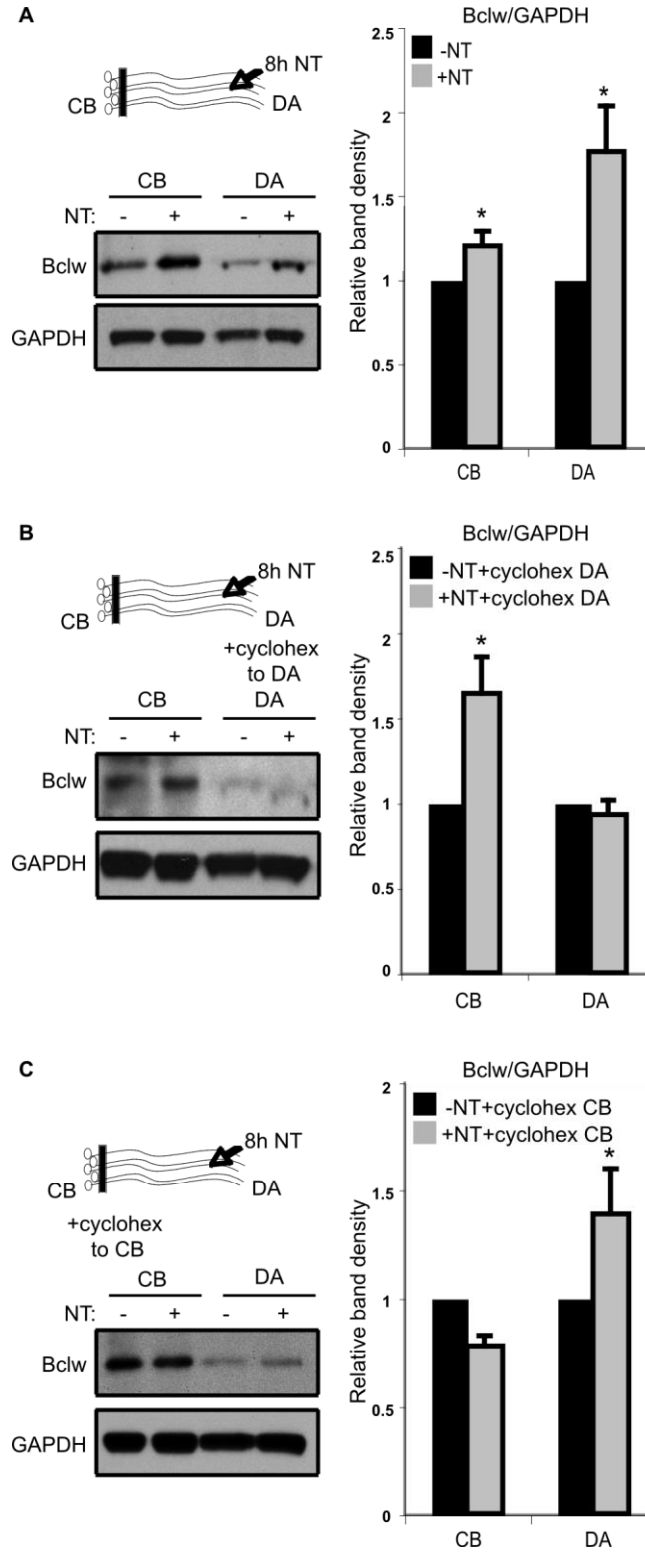 A
8h NT
CB
DA
CB DA
NT: - + - +
Bclw
GAPDH
Bclw/GAPDH
2.5
2
1.5
1
0.5
0
Relative band density
-NT
+NT
*
*
CB DA
B
8h NT
CB
DA
+cyclohex
to DA
CB DA
NT: - + - +
Bclw
GAPDH
Bclw/GAPDH
2.5
2
1.5
1
0.5
0
Relative band density
-NT+cyclohex DA
+NT+cyclohex DA
*
CB DA
C
8h NT
CB
DA
+cyclohex
to CB
CB DA
NT: - + - +
Bclw
GAPDH
Bclw/GAPDH
2
1.5
1
0.5
0
Relative band density
-NT+cyclohex CB
+NT+cyclohex CB
*
CB DA